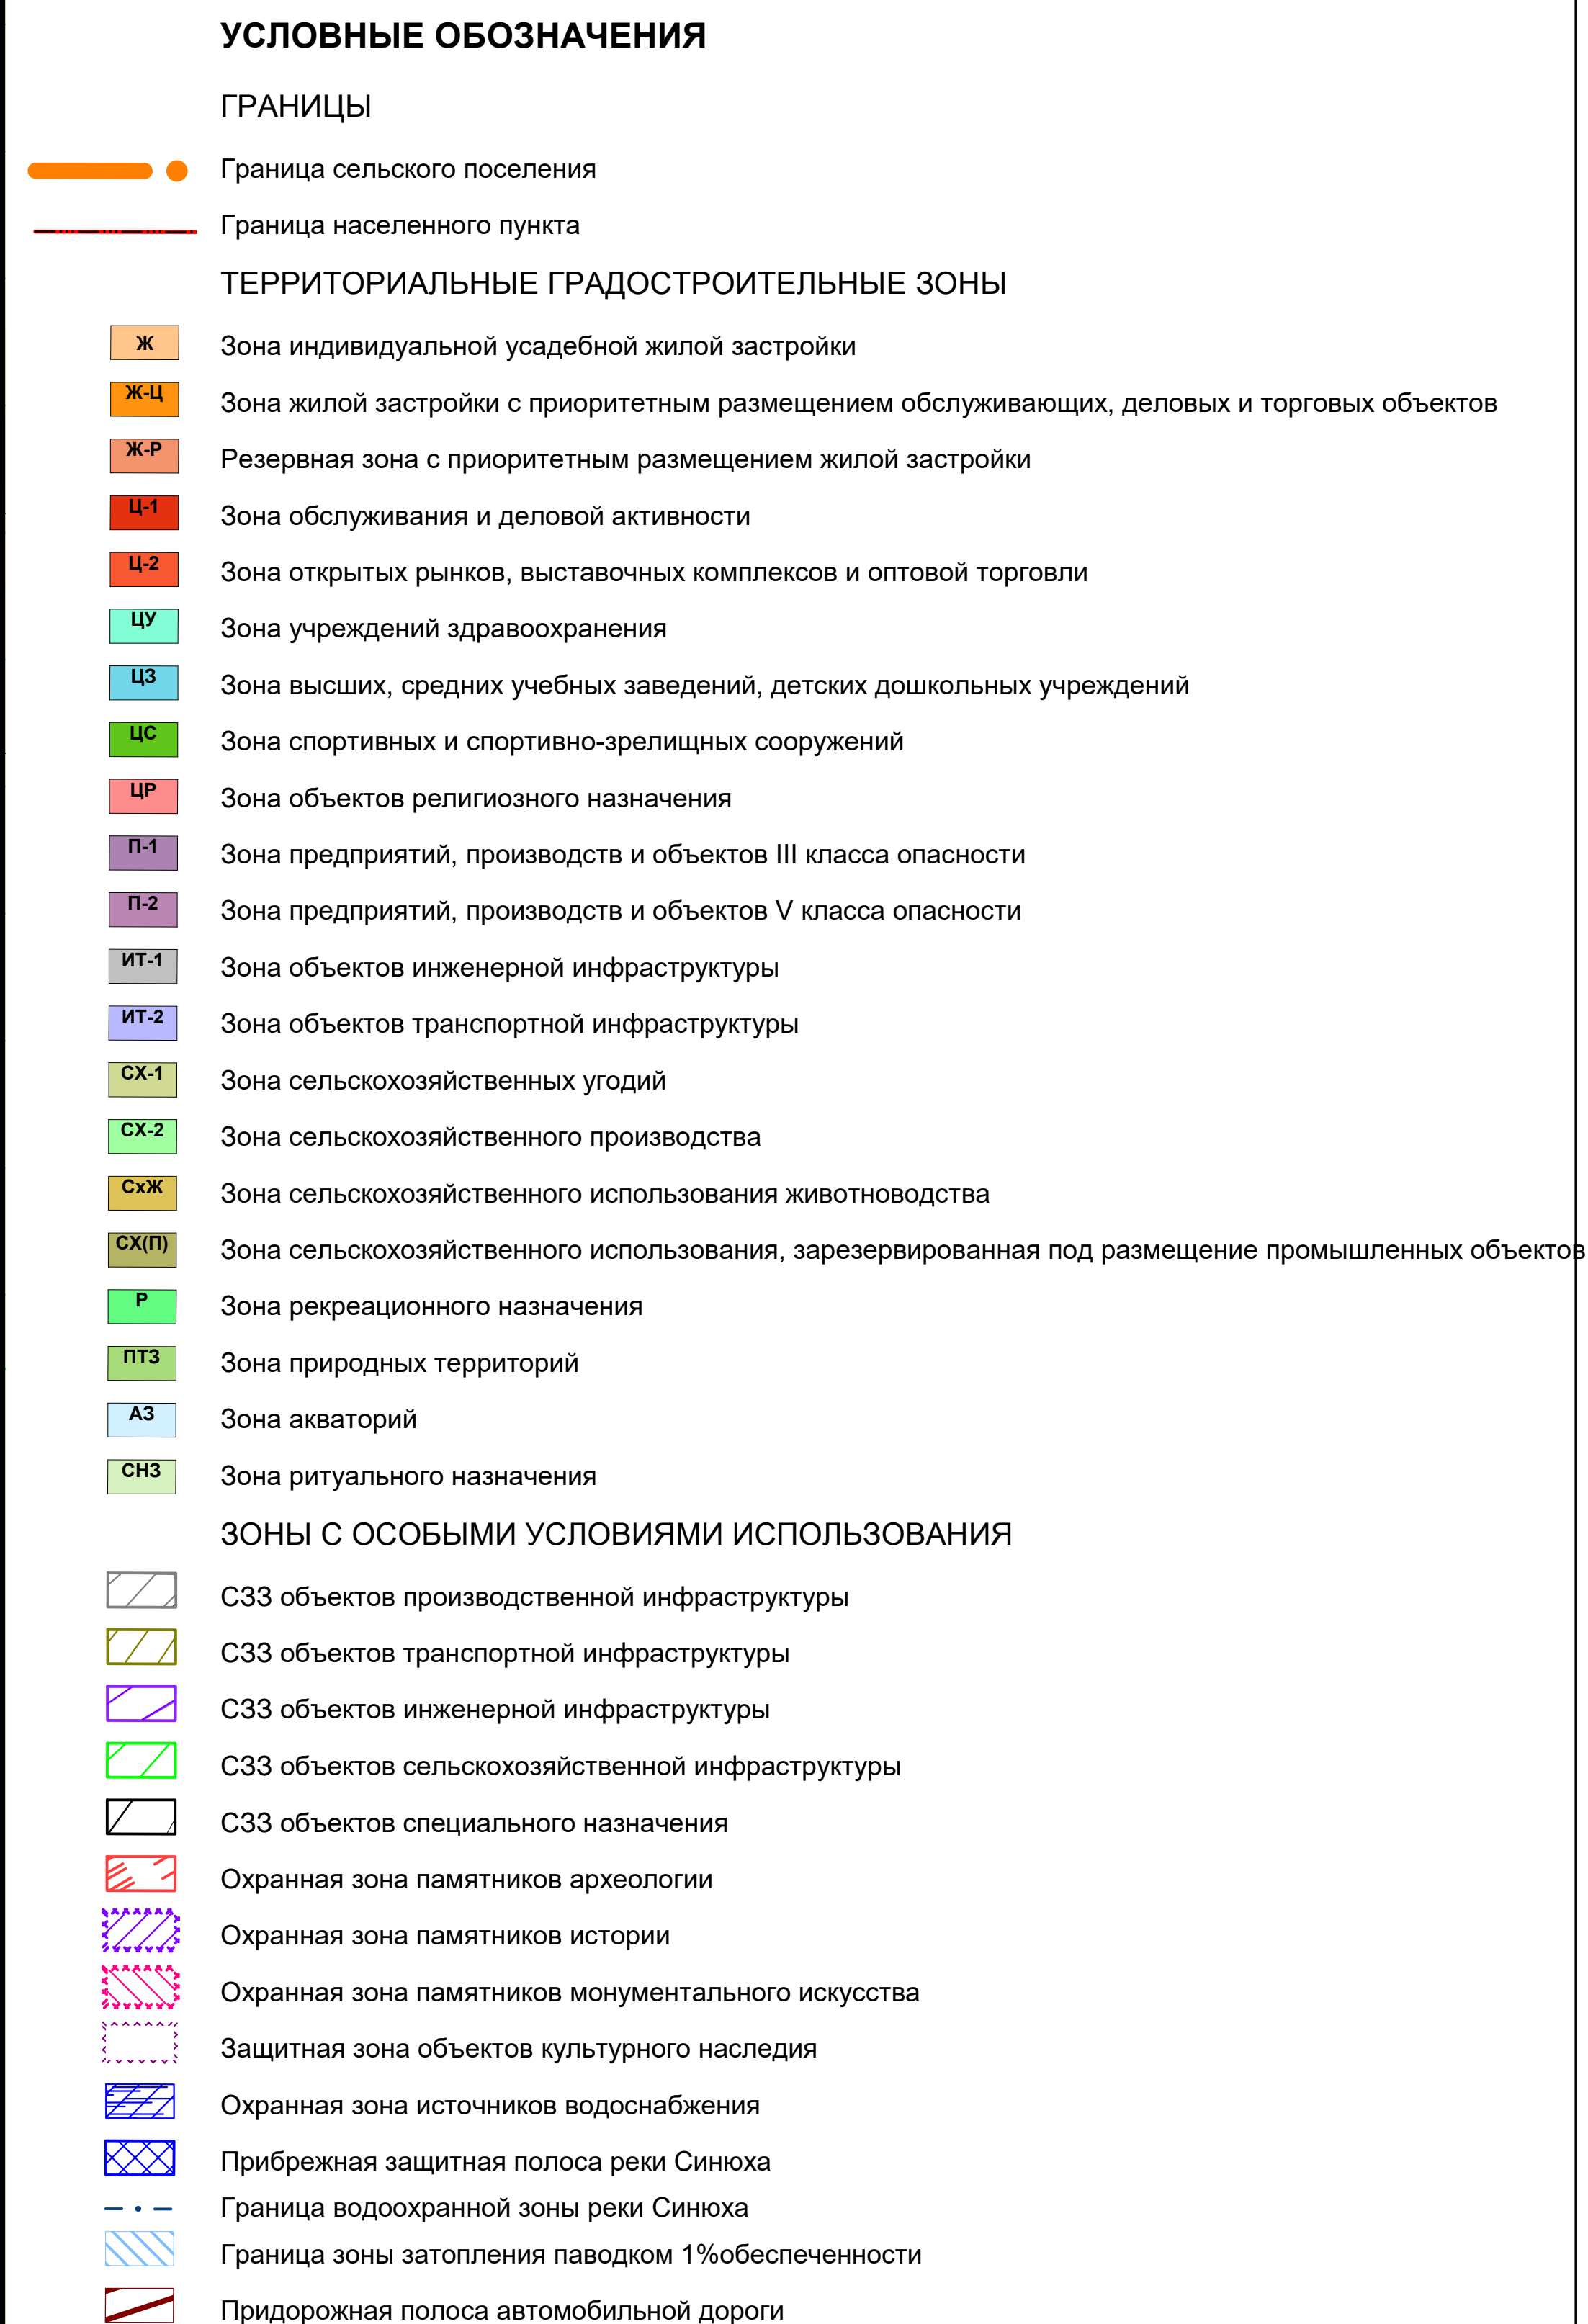 УСЛОВНЫЕ ОБОЗНАЧЕНИЯ
ГРАНИЦЫ
Граница сельского поселения
Граница населенного пункта
ТЕРРИТОРИАЛЬНЫЕ ГРАДОСТРОИТЕЛЬНЫЕ ЗОНЫ
Ж Зона индивидуальной усадебной жилой застройки
Ж-Ц Зона жилой застройки с приоритетным размещением обслуживающих, деловых и торговых объектов
Ж-Р Резервная зона с приоритетным размещением жилой застройки
Ц-1 Зона обслуживания и деловой активности
Ц-2 Зона открытых рынков, выставочных комплексов и оптовой торговли
ЦУ Зона учреждений здравоохранения
ЦЗ Зона высших, средних учебных заведений, детских дошкольных учреждений
ЦС Зона спортивных и спортивно-зрелищных сооружений
ЦР Зона объектов религиозного назначения
П-1 Зона предприятий, производств и объектов III класса опасности
П-2 Зона предприятий, производств и объектов V класса опасности
ИТ-1 Зона объектов инженерной инфраструктуры
ИТ-2 Зона объектов транспортной инфраструктуры
СХ-1 Зона сельскохозяйственных угодий
СХ-2 Зона сельскохозяйственного производства
СхЖ Зона сельскохозяйственного использования животноводства
СХ(П) Зона сельскохозяйственного использования, зарезервированная под размещение промышленных объектов
Р Зона рекреационного назначения
ПТЗ Зона природных территорий
АЗ Зона акваторий
СНЗ Зона ритуального назначения
ЗОНЫ С ОСОБЫМИ УСЛОВИЯМИ ИСПОЛЬЗОВАНИЯ
СЗЗ объектов производственной инфраструктуры
СЗЗ объектов транспортной инфраструктуры
СЗЗ объектов инженерной инфраструктуры
СЗЗ объектов сельскохозяйственной инфраструктуры
СЗЗ объектов специального назначения
Охранная зона памятников археологии
Охранная зона памятников истории
Охранная зона памятников монументального искусства
Защитная зона объектов культурного наследия
Охранная зона источников водоснабжения
Прибрежная защитная полоса реки Синюха
Граница водоохранной зоны реки Синюха
Граница зоны затопления паводком 1%обеспеченности
Придорожная полоса автомобильной дороги